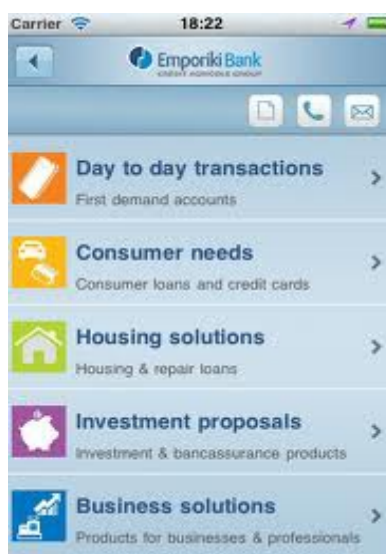 Carrier 18:22
Emporiki Bank
CRÉDIT AGRICOLE GROUP
Day to day transactions
First demand accounts
Consumer needs
Consumer loans and credit cards
Housing solutions
Housing & repair loans
Investment proposals
Investment & bancassurance products
Business solutions
Products for businesses & professionals